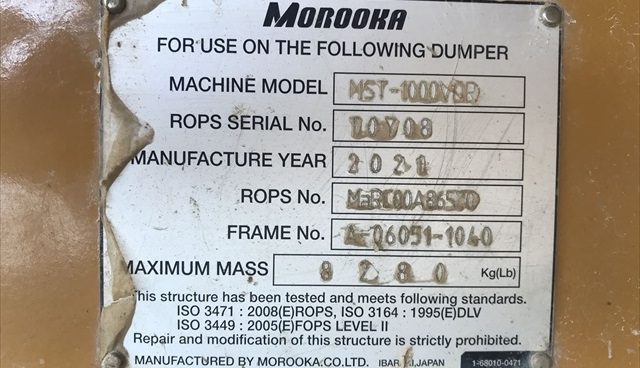 MOROOKA
FOR USE ON THE FOLLOWING DUMPER
MACHINE MODEL
ROPS SERIAL No.
MANUFACTURE YEAR 2021
ROPS No.
FRAME No.
MAXIMUM MASS 8280 Kg(Lb)
This structure has been tested and meets following standards.
ISO 3471 : 2008(E)ROPS, ISO 3164 : 1995(E)DLV
ISO 3449 : 2005(E)FOPS LEVEL II
Repair and modification of this structure is strictly prohibited.
MANUFACTURED BY MOROOKA.CO.LTD. JAPAN 1-68010-0471